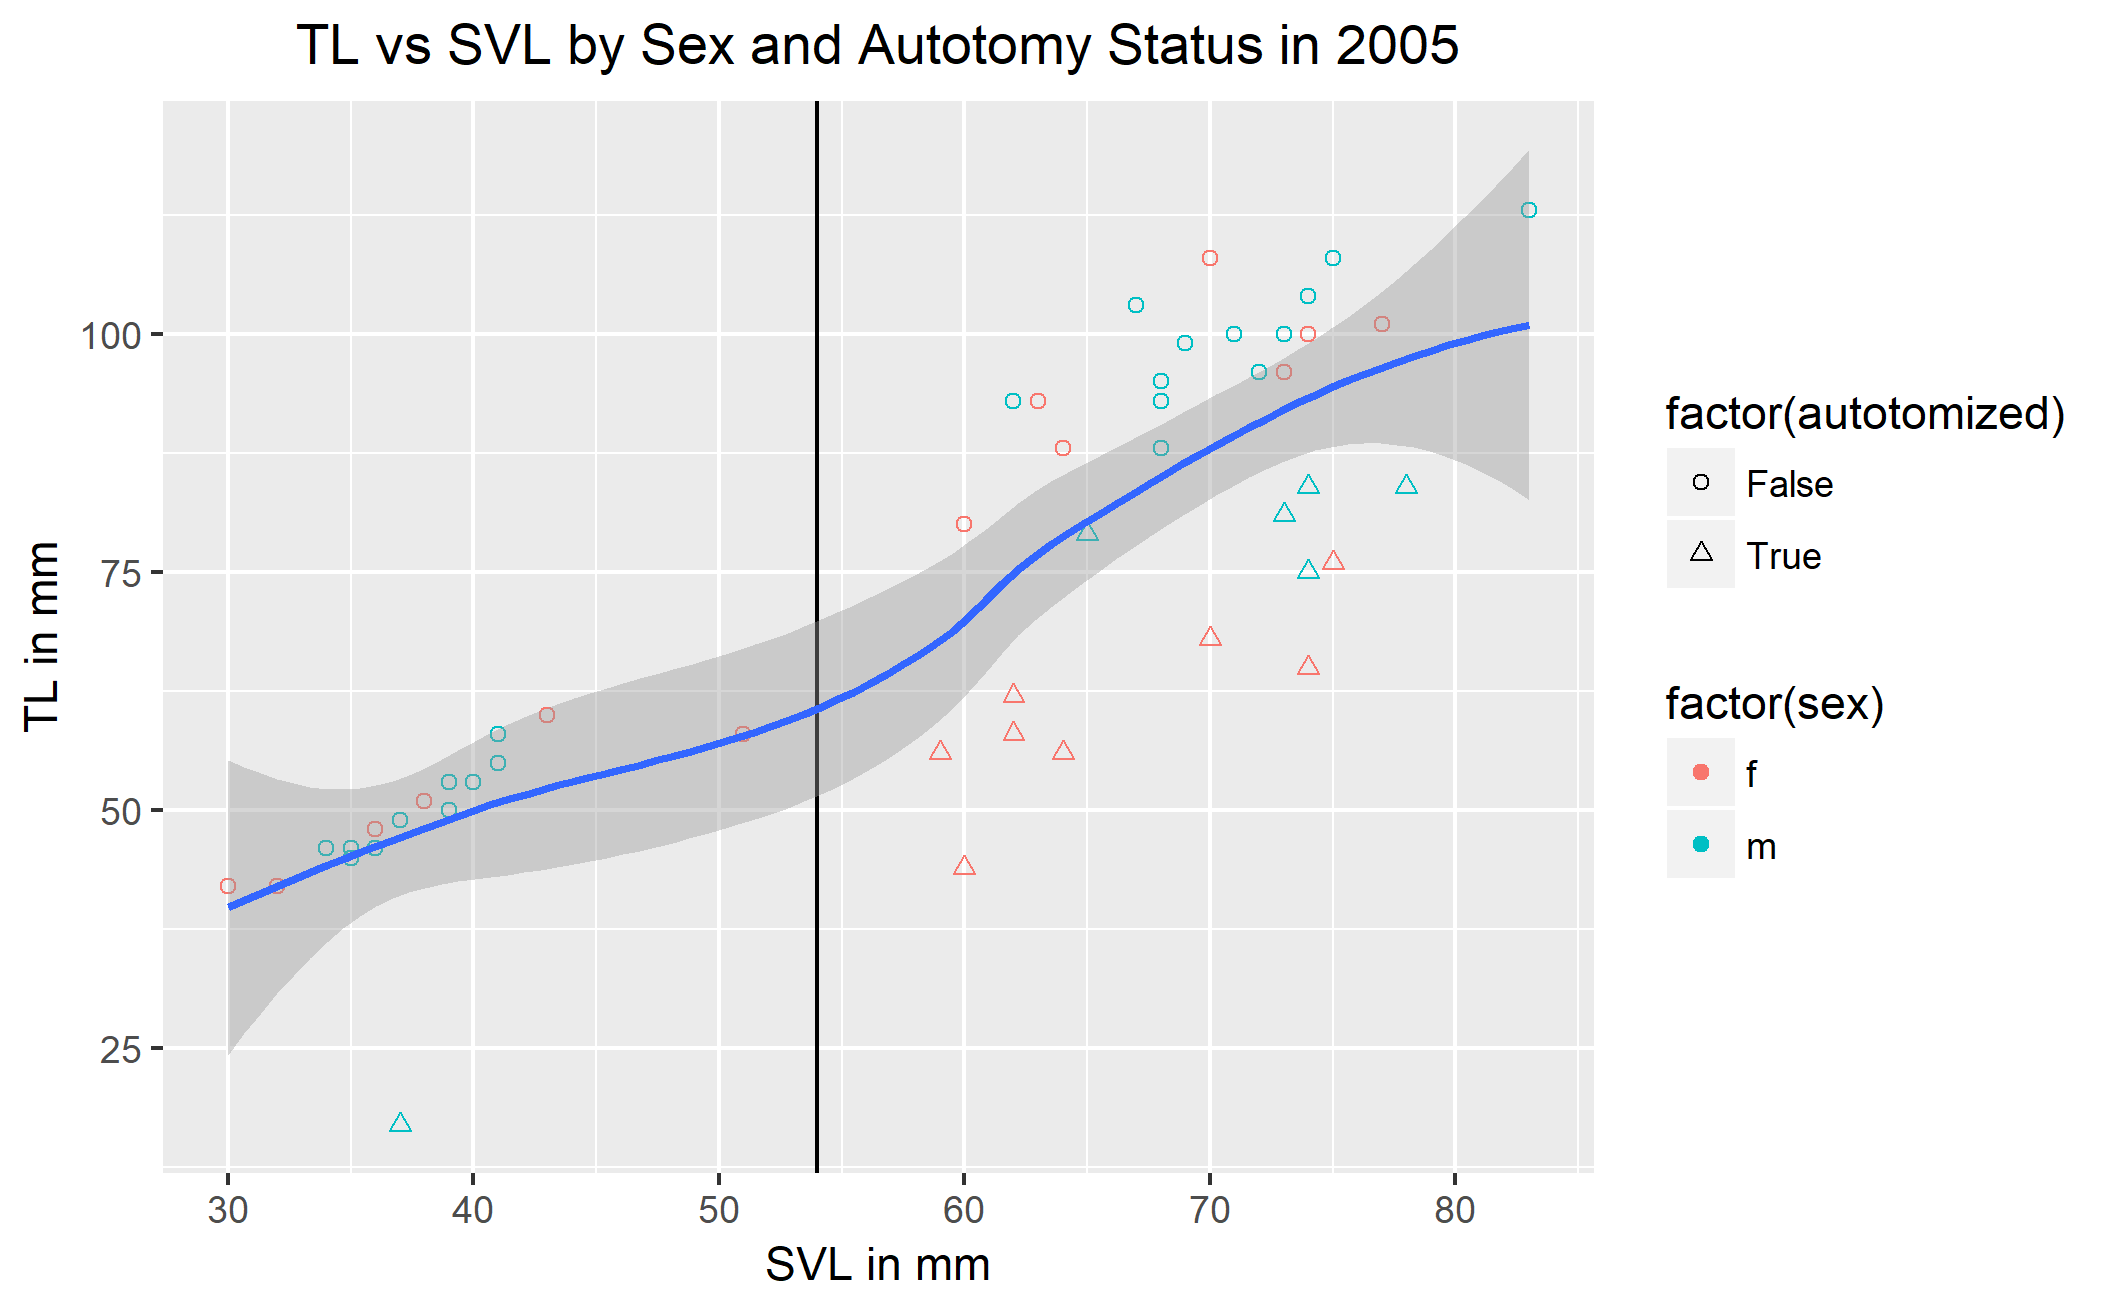 TL vs SVL by Sex and Autotomy Status in 2005
TL in mm
100
75
50
25
30 40 50 60 70 80
SVL in mm
factor(autotomized)
False
True
factor(sex)
f
m